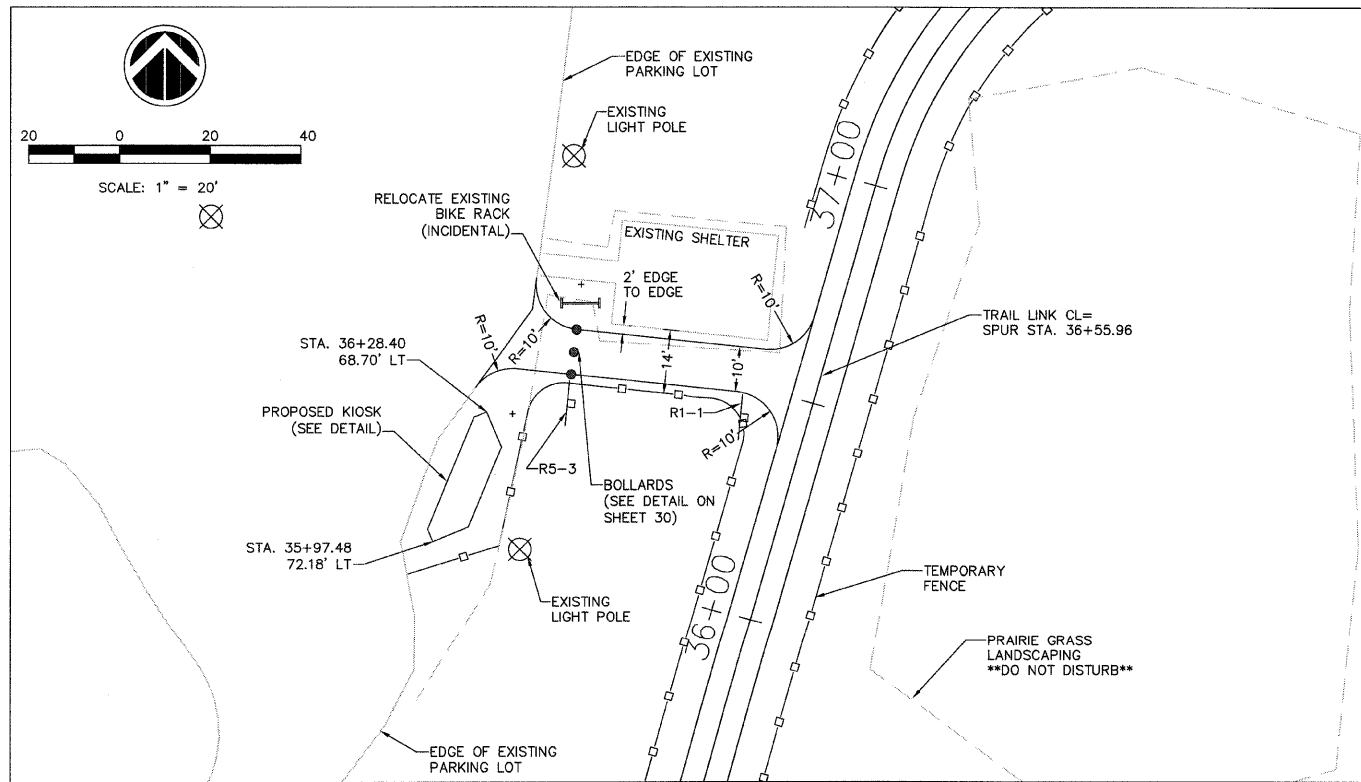 20 0 20 40
SCALE: 1" = 20'
EDGE OF EXISTING
PARKING LOT
EXISTING
LIGHT POLE
RELOCATE EXISTING
BIKE RACK
(INCIDENTAL)
EXISTING SHELTER
2' EDGE
TO EDGE
37+00
R=10'
R=10'
R=10'
14'
10'
TRAIL LINK CL=
SPUR STA. 36+55.96
STA. 36+28.40
68.70' LT
PROPOSED KIOSK
(SEE DETAIL)
R1-1
R=10'
R5-3
BOLLARDS
(SEE DETAIL ON
SHEET 30)
STA. 35+97.48
72.18' LT
EXISTING
LIGHT POLE
36+00
TEMPORARY
FENCE
PRAIRIE GRASS
LANDSCAPING
**DO NOT DISTURB**
EDGE OF EXISTING
PARKING LOT